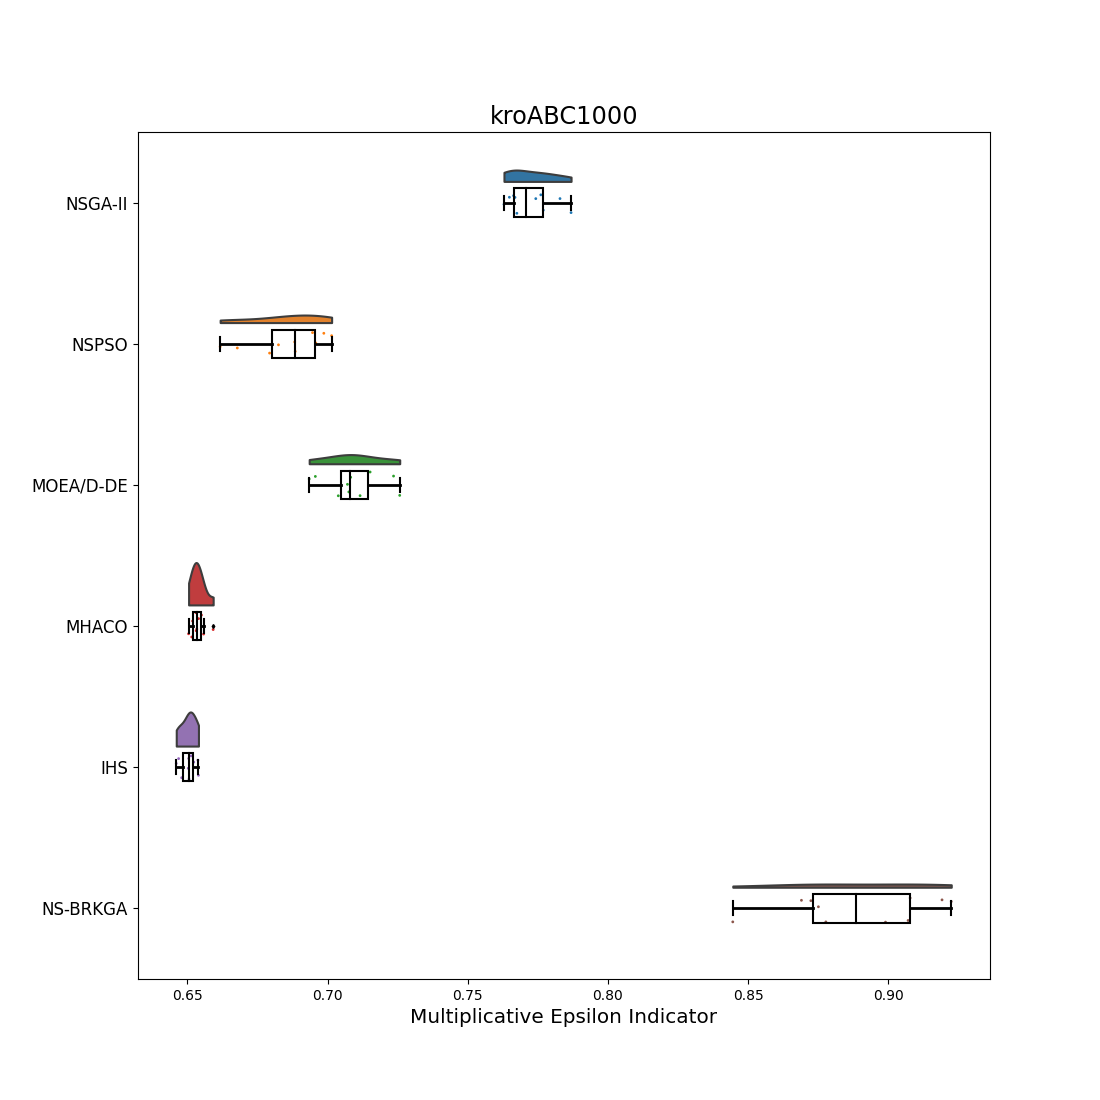 kroABC1000
NSGA-II
NSPSO
MOEA/D-DE
MHACO
IHS
NS-BRKGA
0.65 0.70 0.75 0.80 0.85 0.90
Multiplicative Epsilon Indicator